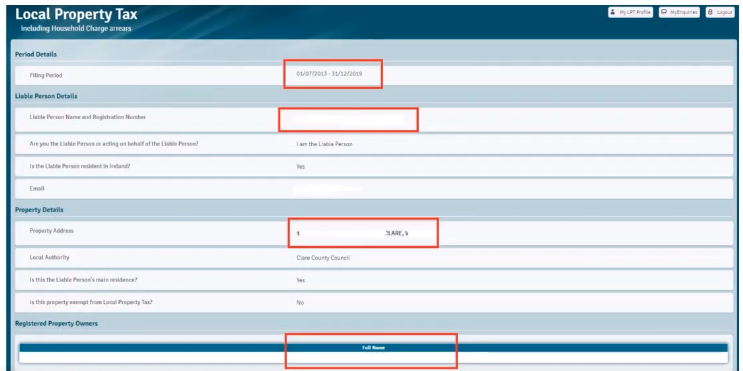 Local Property Tax
Including Household Charge arrears
My LPT Profile MyEnquiries Logout
Period Details
Filing Period 01/07/2013 - 31/12/2019
Liable Person Details
Liable Person Name and Registration Number
Are you the Liable Person or acting on behalf of the Liable Person? I am the Liable Person
Is the Liable Person resident in Ireland? Yes
Email
Property Details
Property Address CLARE,
Local Authority Clare County Council
Is this the Liable Person's main residence? Yes
Is this property exempt from Local Property Tax? No
Registered Property Owners
Full Name